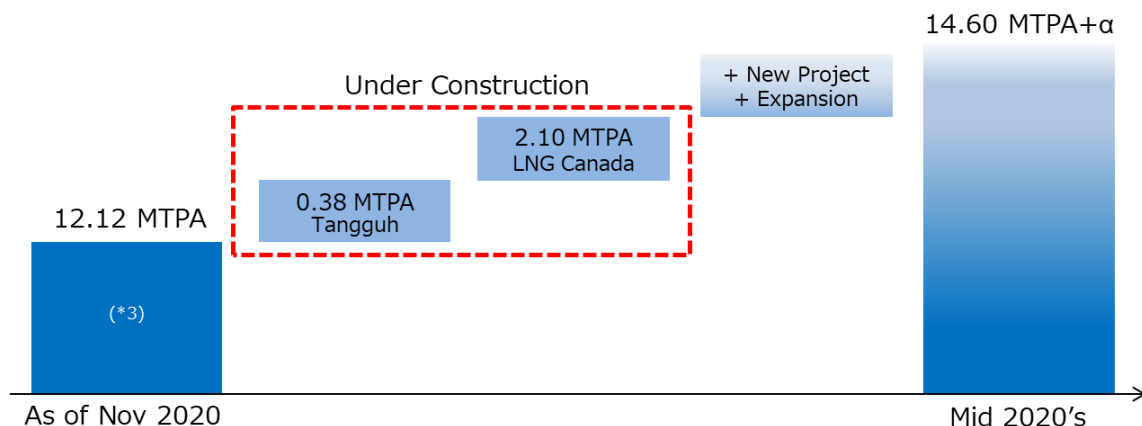 14.60 MTPA+α
+ New Project
+ Expansion
Under Construction
2.10 MTPA
LNG Canada
0.38 MTPA
Tangguh
12.12 MTPA
(*3)
As of Nov 2020
Mid 2020's